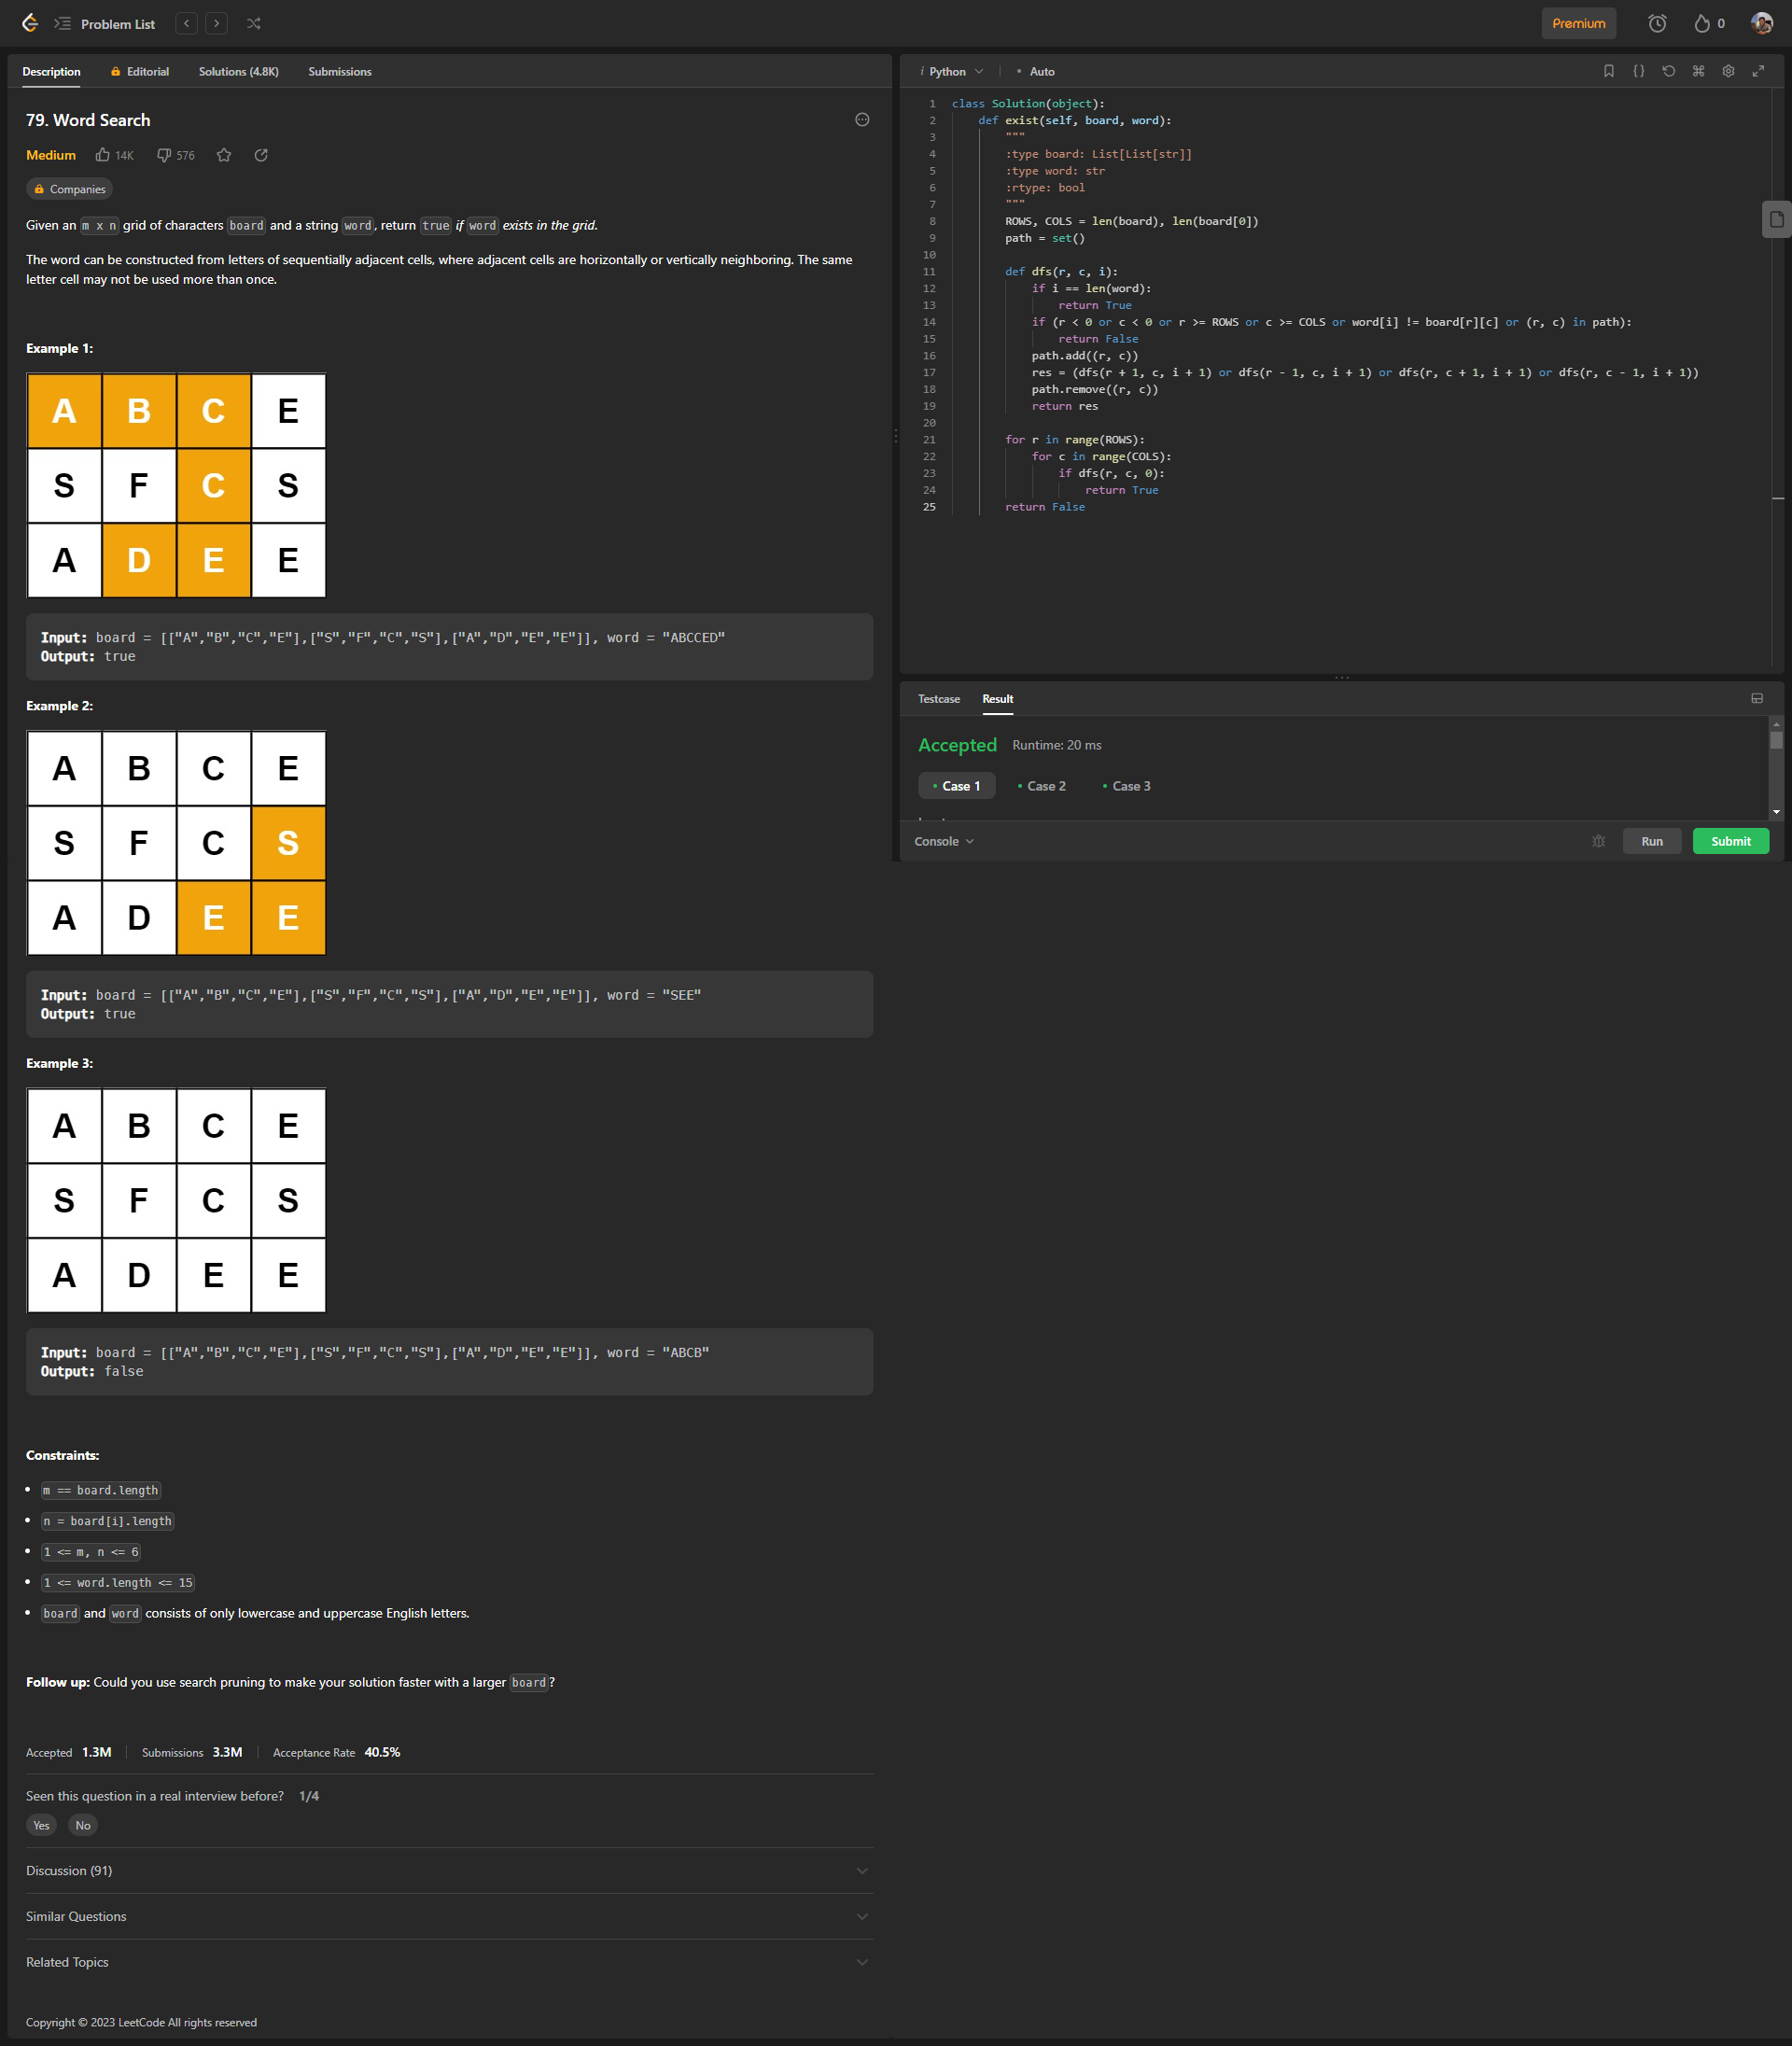 Problem List
Premium
0
Description
Editorial
Solutions (4.8K)
Submissions
79. Word Search
Medium
14K
576
Companies
Given an m x n grid of characters board and a string word, return true if word exists in the grid.
The word can be constructed from letters of sequentially adjacent cells, where adjacent cells are horizontally or vertically neighboring. The same
letter cell may not be used more than once.
Example 1:
A B C E
S F C S
A D E E
Input: board = [["A","B","C","E"],["S","F","C","S"],["A","D","E","E"]], word = "ABCCED"
Output: true
Example 2:
A B C E
S F C S
A D E E
Input: board = [["A","B","C","E"],["S","F","C","S"],["A","D","E","E"]], word = "SEE"
Output: true
Example 3:
A B C E
S F C S
A D E E
Input: board = [["A","B","C","E"],["S","F","C","S"],["A","D","E","E"]], word = "ABCB"
Output: false
Constraints:
• m == board.length
• n = board[i].length
• 1 <= m, n <= 6
• 1 <= word.length <= 15
• board and word consists of only lowercase and uppercase English letters.
Follow up: Could you use search pruning to make your solution faster with a larger board?
Accepted 1.3M | Submissions 3.3M | Acceptance Rate 40.5%
Seen this question in a real interview before? 1/4
Yes No
Discussion (91)
Similar Questions
Related Topics
Copyright © 2023 LeetCode All rights reserved
i Python
• Auto
1 class Solution(object):
2     def exist(self, board, word):
3         """
4         :type board: List[List[str]]
5         :type word: str
6         :rtype: bool
7         """
8         ROWS, COLS = len(board), len(board[0])
9         path = set()
10
11         def dfs(r, c, i):
12             if i == len(word):
13                 return True
14             if (r < 0 or c < 0 or r >= ROWS or c >= COLS or word[i] != board[r][c] or (r, c) in path):
15                 return False
16             path.add((r, c))
17             res = (dfs(r + 1, c, i + 1) or dfs(r - 1, c, i + 1) or dfs(r, c + 1, i + 1) or dfs(r, c - 1, i + 1))
18             path.remove((r, c))
19             return res
20
21         for r in range(ROWS):
22             for c in range(COLS):
23                 if dfs(r, c, 0):
24                     return True
25         return False
Testcase
Result
Accepted Runtime: 20 ms
• Case 1 • Case 2 • Case 3
Console
Run
Submit